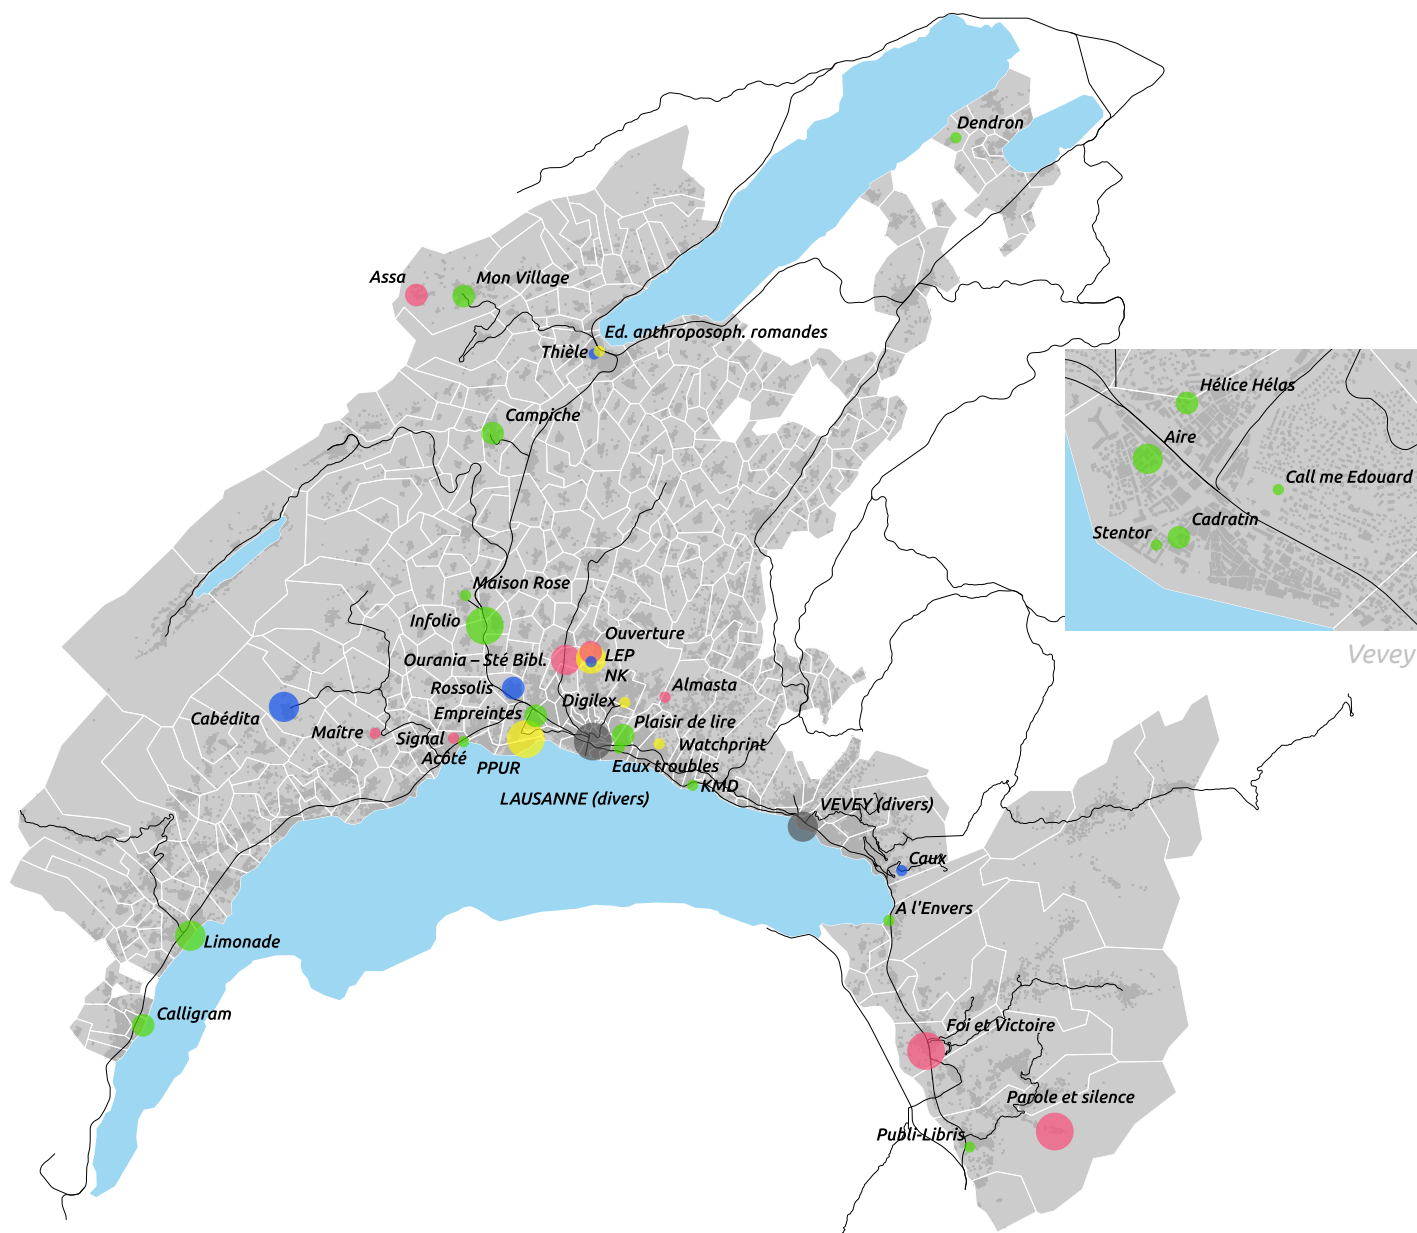 Dendron
Assa
Mon Village
Ed. anthroposoph. romandes
Thièle
Hélice Hélas
Campiche
Aire
Call me Edouard
Cadratin
Stentor
Maison Rose
Infolio
Ouverture
Ourania – Sté Bibl.
LEP
Vevey
NK
Rossolis
Almasta
Digilex
Empreintes
Cabédita
Plaisir de lire
Maître
Signal
Watchprint
Acôté
PPUR
Eaux troubles
KMD
LAUSANNE (divers)
VEVEY (divers)
Caux
A l'Envers
Limonade
Calligram
Foi et Victoire
Parole et silence
Publi-Libris